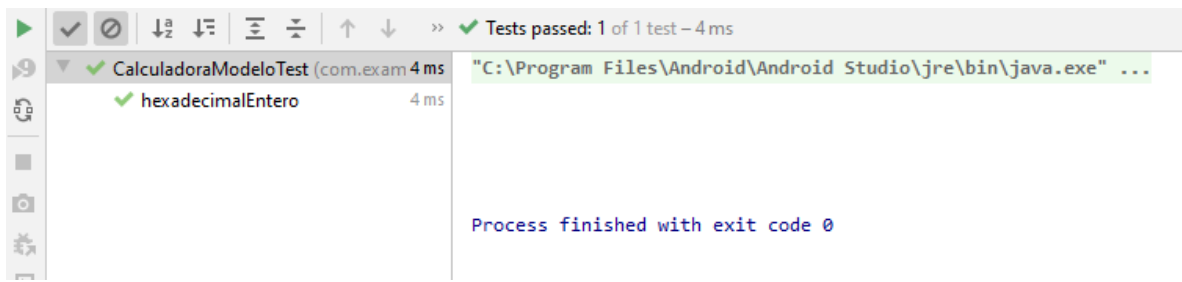 » Tests passed: 1 of 1 test – 4 ms
CalculadoraModeloTest (com.exam 4 ms
hexadecimalEntero 4 ms
"C:\Program Files\Android\Android Studio\jre\bin\java.exe" ...
Process finished with exit code 0